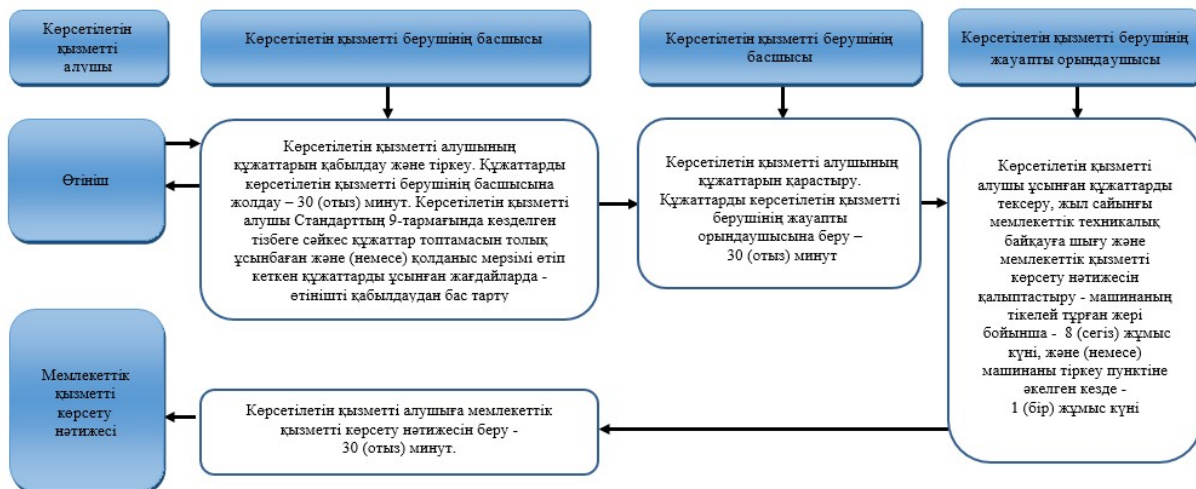 Көрсетілетін
қызметті
алушы
Көрсетілетін қызметті берушінің басшысы
Көрсетілетін қызметті берушінің
басшысы
Көрсетілетін қызметті берушінің
жауапты орындаушысы
Өтініш
Көрсетілетін қызметті алушының
құжаттарын қабылдау және тіркеу. Құжаттарды
көрсетілетін қызметті берушінің басшысына
жолдау – 30 (отыз) минут. Көрсетілетін қызметті
алушы Стандарттың 9-тармағында көзделген
тізбеге сәйкес құжаттар топтамасын толық
ұсынбаған және (немесе) қолданыс мерзімі өтіп
кеткен құжаттарды ұсынған жағдайларда -
өтінішті қабылдаудан бас тарту
Көрсетілетін қызметті алушының
құжаттарын қарастыру.
Құжаттарды көрсетілетін қызметті
берушінің жауапты
орындаушысына беру –
30 (отыз) минут
Көрсетілетін қызметті
алушы ұсынған құжаттарды
тексеру, жыл сайынғы
мемлекеттік техникалық
байқауға шығу және
мемлекеттік қызметті
көрсету нәтижесін
қалыптастыру - машинаның
тікелей тұрған жері
бойынша - 8 (сегіз) жұмыс
күні, және (немесе)
машинаны тіркеу пунктіне
әкелген кезде -
1 (бір) жұмыс күні
Мемлекеттік
қызметті
көрсету
нәтижесі
Көрсетілетін қызметті алушыға мемлекеттік
қызметті көрсету нәтижесін беру -
30 (отыз) минут.